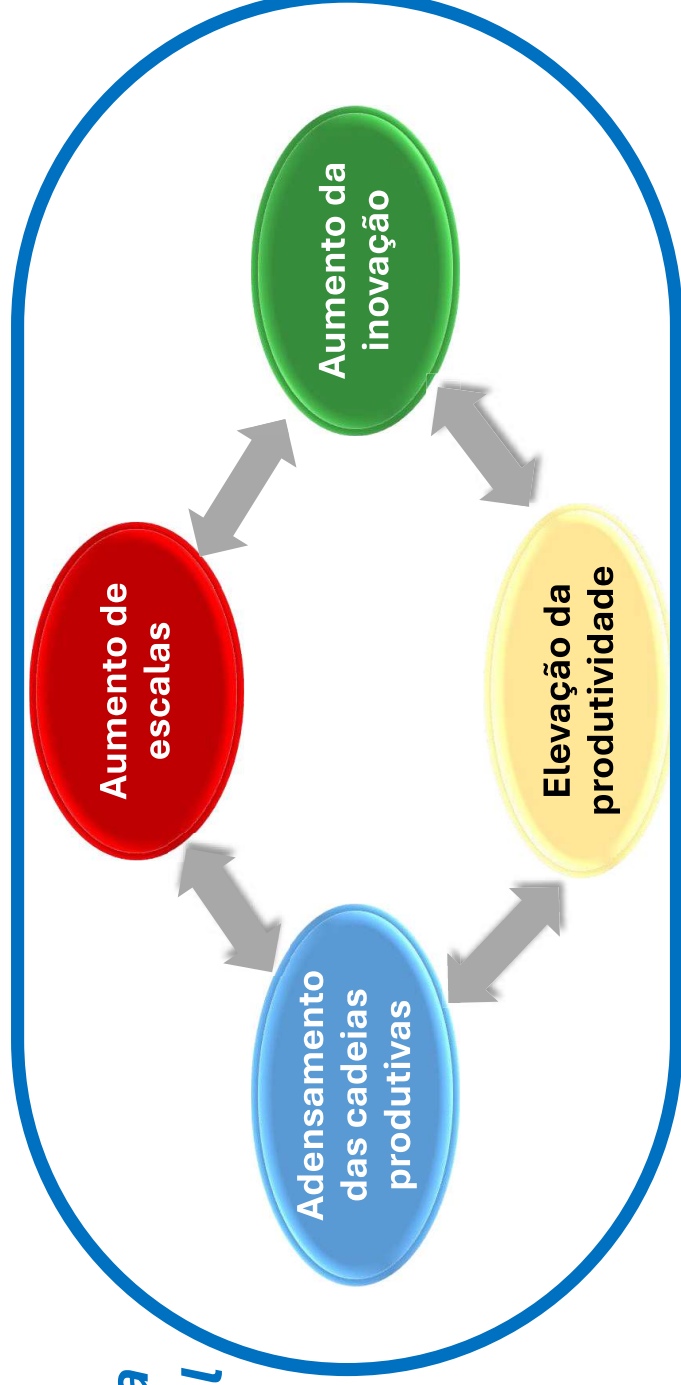 Aumento de
escalas
Adensamento
das cadeias
produtivas
Aumento da
inovação
Elevação da
produtividade